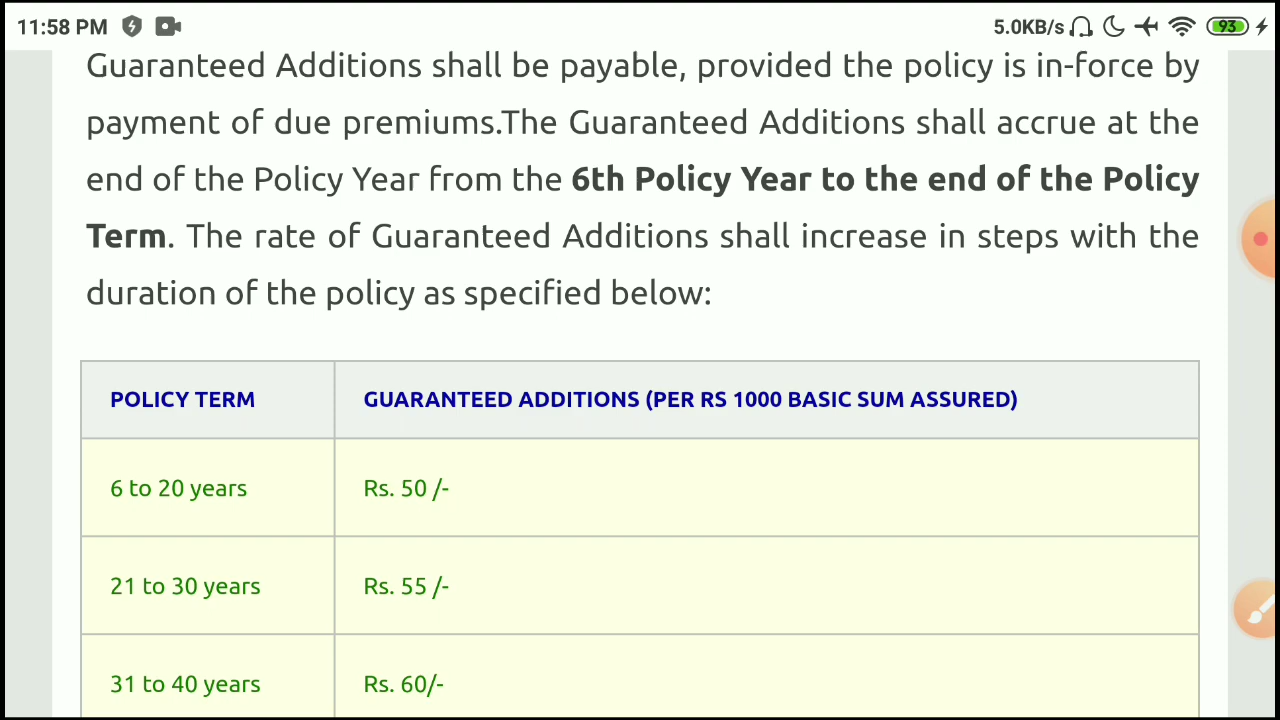 11:58 PM
5.0KB/s
93
Guaranteed Additions shall be payable, provided the policy is in-force by
payment of due premiums.The Guaranteed Additions shall accrue at the
end of the Policy Year from the 6th Policy Year to the end of the Policy
Term. The rate of Guaranteed Additions shall increase in steps with the
duration of the policy as specified below:
POLICY TERM
GUARANTEED ADDITIONS (PER RS 1000 BASIC SUM ASSURED)
6 to 20 years
Rs. 50 /-
21 to 30 years
Rs. 55 /-
31 to 40 years
Rs. 60/-